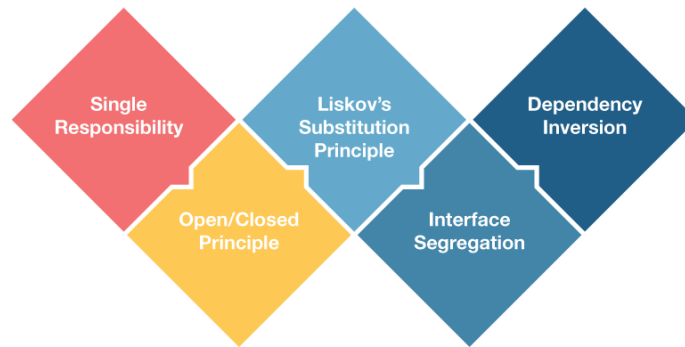 Single
Responsibility
Open/Closed
Principle
Liskov's
Substitution
Principle
Interface
Segregation
Dependency
Inversion